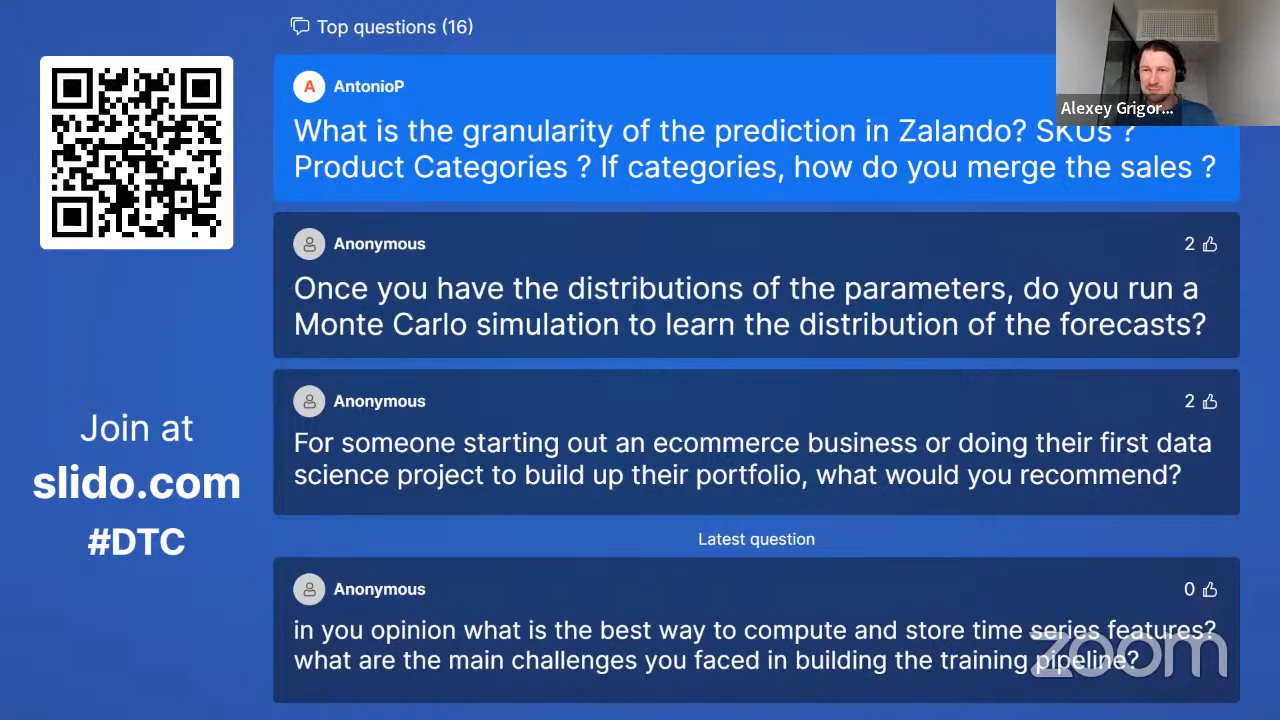 Top questions (16)
A AntonioP
What is the granularity of the prediction in Zalando? SKUs ?
Product Categories ? If categories, how do you merge the sales ?
Alexey Grigor...
Anonymous 2
Once you have the distributions of the parameters, do you run a
Monte Carlo simulation to learn the distribution of the forecasts?
Anonymous 2
For someone starting out an ecommerce business or doing their first data
science project to build up their portfolio, what would you recommend?
Join at
slido.com
#DTC
Latest question
Anonymous 0
in you opinion what is the best way to compute and store time series features?
what are the main challenges you faced in building the training pipeline?
zoom